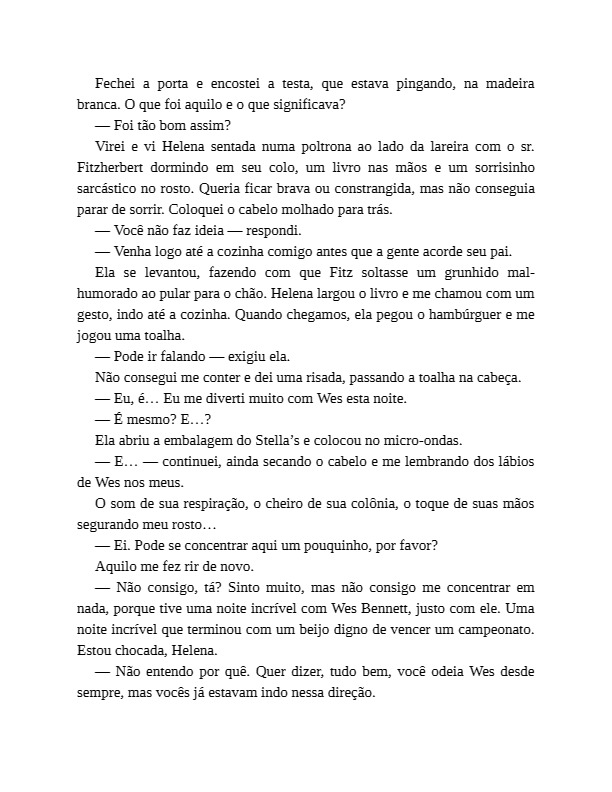 Fechei a porta e encostei a testa, que estava pingando, na madeira
branca. O que foi aquilo e o que significava?
— Foi tão bom assim?
Virei e vi Helena sentada numa poltrona ao lado da lareira com o sr.
Fitzherbert dormindo em seu colo, um livro nas mãos e um sorrisinho
sarcástico no rosto. Queria ficar brava ou constrangida, mas não conseguia
parar de sorrir. Coloquei o cabelo molhado para trás.
— Você não faz ideia — respondi.
— Venha logo até a cozinha comigo antes que a gente acorde seu pai.
Ela se levantou, fazendo com que Fitz soltasse um grunhido mal-
humorado ao pular para o chão. Helena largou o livro e me chamou com um
gesto, indo até a cozinha. Quando chegamos, ela pegou o hambúrguer e me
jogou uma toalha.
— Pode ir falando — exigiu ela.
Não consegui me conter e dei uma risada, passando a toalha na cabeça.
— Eu, é… Eu me diverti muito com Wes esta noite.
— É mesmo? E…?
Ela abriu a embalagem do Stella’s e colocou no micro-ondas.
— E… — continuei, ainda secando o cabelo e me lembrando dos lábios
de Wes nos meus.
O som de sua respiração, o cheiro de sua colônia, o toque de suas mãos
segurando meu rosto…
— Ei. Pode se concentrar aqui um pouquinho, por favor?
Aquilo me fez rir de novo.
— Não consigo, tá? Sinto muito, mas não consigo me concentrar em
nada, porque tive uma noite incrível com Wes Bennett, justo com ele. Uma
noite incrível que terminou com um beijo digno de vencer um campeonato.
Estou chocada, Helena.
— Não entendo por quê. Quer dizer, tudo bem, você odeia Wes desde
sempre, mas vocês já estavam indo nessa direção.